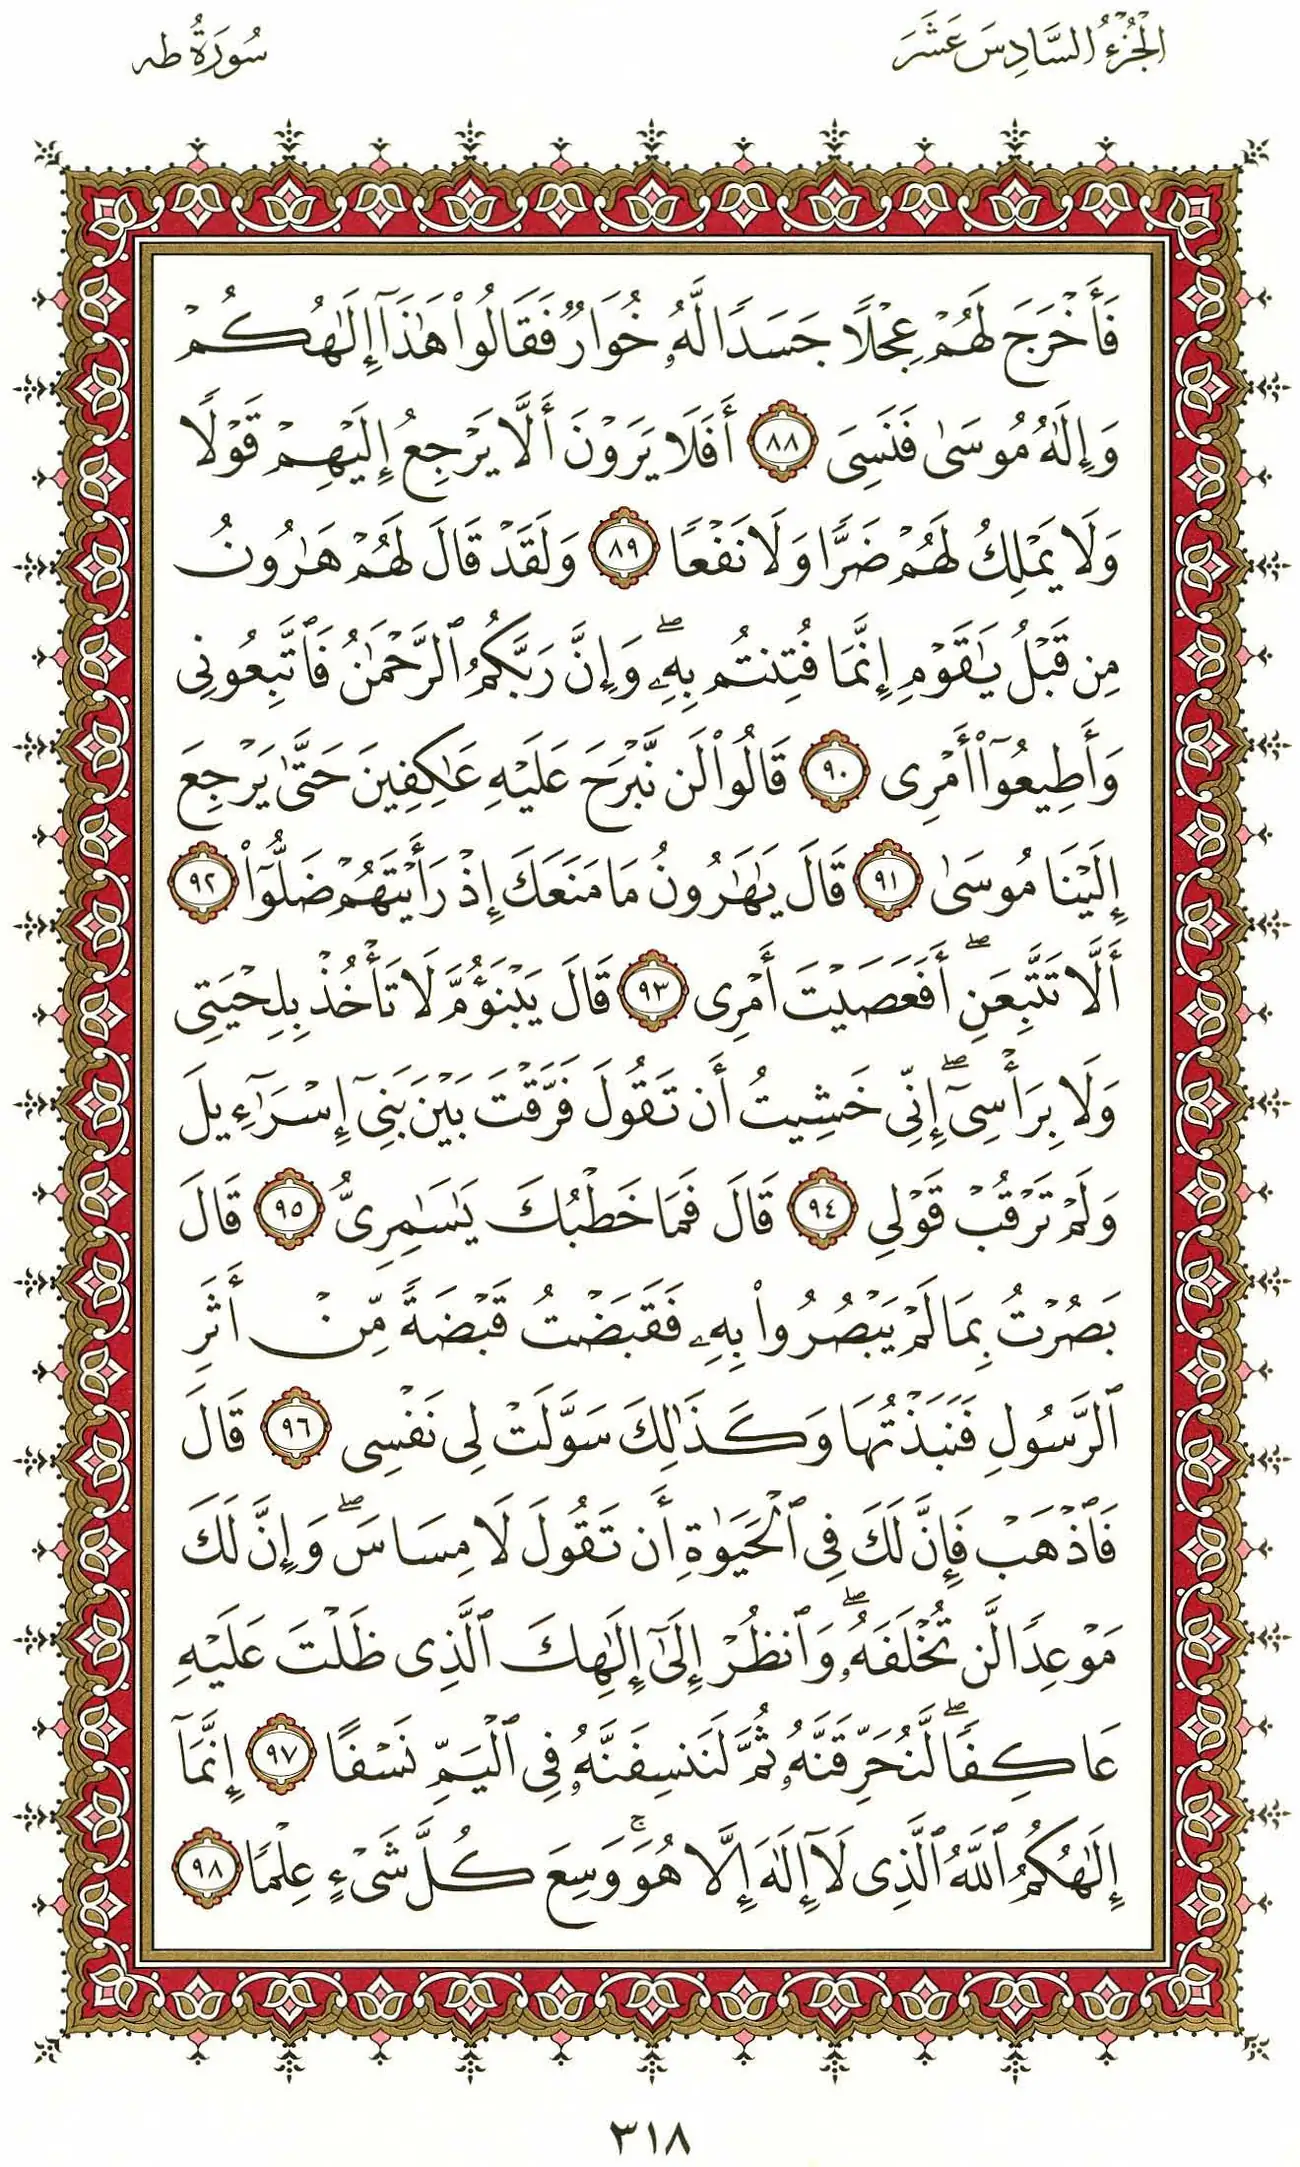 الجزء السادس عشر
سورة طه
فَأَخْرَجَ لَهُمْ عِجْلًا جَسَدًا لَّهُۥ خُوَارٌ فَقَالُوا۟ هَٰذَآ إِلَٰهُكُمْ
وَإِلَٰهُ مُوسَىٰ فَنَسِىَ ٨٨ أَفَلَا يَرَوْنَ أَلَّا يَرْجِعُ إِلَيْهِمْ قَوْلًا
وَلَا يَمْلِكُ لَهُمْ ضَرًّا وَلَا نَفْعًا ٨٩ وَلَقَدْ قَالَ لَهُمْ هَٰرُونُ
مِن قَبْلُ يَٰقَوْمِ إِنَّمَا فُتِنتُم بِهِۦ ۖ وَإِنَّ رَبَّكُمُ ٱلرَّحْمَٰنُ فَٱتَّبِعُونِى
وَأَطِيعُوٓا۟ أَمْرِى ٩٠ قَالُوا۟ لَن نَّبْرَحَ عَلَيْهِ عَٰكِفِينَ حَتَّىٰ يَرْجِعَ
إِلَيْنَا مُوسَىٰ ٩١ قَالَ يَٰهَٰرُونُ مَا مَنَعَكَ إِذْ رَأَيْتَهُمْ ضَلُّوٓا۟ ٩٢
أَلَّا تَتَّبِعَنِ ۖ أَفَعَصَيْتَ أَمْرِى ٩٣ قَالَ يَبْنَؤُمَّ لَا تَأْخُذْ بِلِحْيَتِى
وَلَا بِرَأْسِىٓ ۖ إِنِّى خَشِيتُ أَن تَقُولَ فَرَّقْتَ بَيْنَ بَنِىٓ إِسْرَٰٓءِيلَ
وَلَمْ تَرْقُبْ قَوْلِى ٩٤ قَالَ فَمَا خَطْبُكَ يَٰسَٰمِرِىُّ ٩٥ قَالَ
بَصُرْتُ بِمَا لَمْ يَبْصُرُوا۟ بِهِۦ فَقَبَضْتُ قَبْضَةً مِّنْ أَثَرِ
ٱلرَّسُولِ فَنَبَذْتُهَا وَكَذَٰلِكَ سَوَّلَتْ لِى نَفْسِى ٩٦ قَالَ
فَٱذْهَبْ فَإِنَّ لَكَ فِى ٱلْحَيَوٰةِ أَن تَقُولَ لَا مِسَاسَ ۖ وَإِنَّ لَكَ
مَوْعِدًا لَّن تُخْلَفَهُۥ ۖ وَٱنظُرْ إِلَىٰٓ إِلَٰهِكَ ٱلَّذِى ظَلْتَ عَلَيْهِ
عَاكِفًا ۖ لَّنُحَرِّقَنَّهُۥ ثُمَّ لَنَنسِفَنَّهُۥ فِى ٱلْيَمِّ نَسْفًا ٩٧ إِنَّمَآ
إِلَٰهُكُمُ ٱللَّهُ ٱلَّذِى لَآ إِلَٰهَ إِلَّا هُوَ ۚ وَسِعَ كُلَّ شَىْءٍ عِلْمًا ٩٨
٣١٨